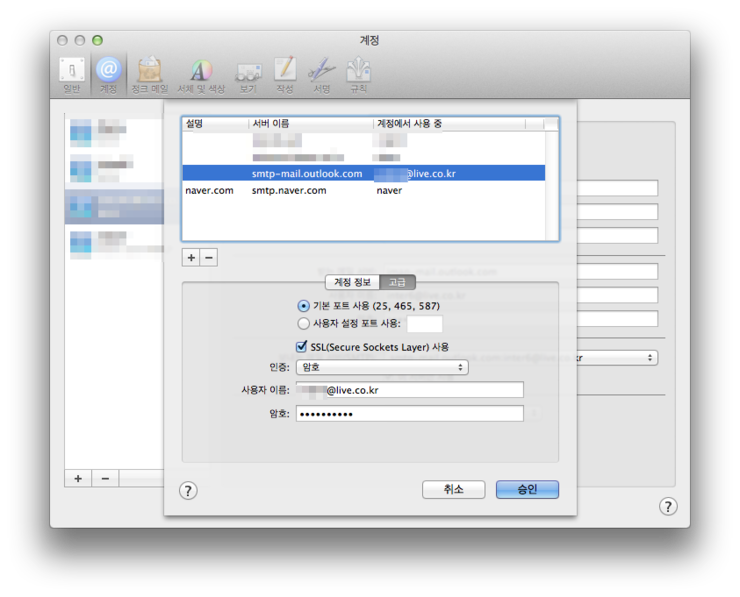 계정
일반 계정 정크 메일 서체 및 색상 보기 작성 서명 규칙
설명 서버 이름 계정에서 사용 중
smtp-mail.outlook.com @live.co.kr
naver.com smtp.naver.com naver
+ −
계정 정보 고급
기본 포트 사용 (25, 465, 587)
사용자 설정 포트 사용:
SSL(Secure Sockets Layer) 사용
인증: 암호
kr
사용자 이름: @live.co.kr
암호: ••••••••••
+ −
? 취소 승인
?